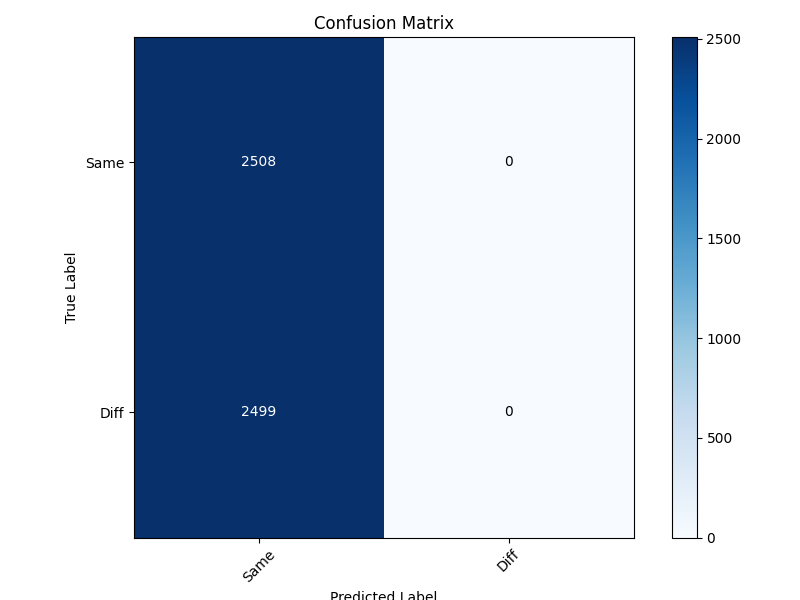 Confusion Matrix
2500
2000
1500
1000
500
0
True Label
Same
2508
0
Diff
2499
0
Same
Diff
Predicted Label